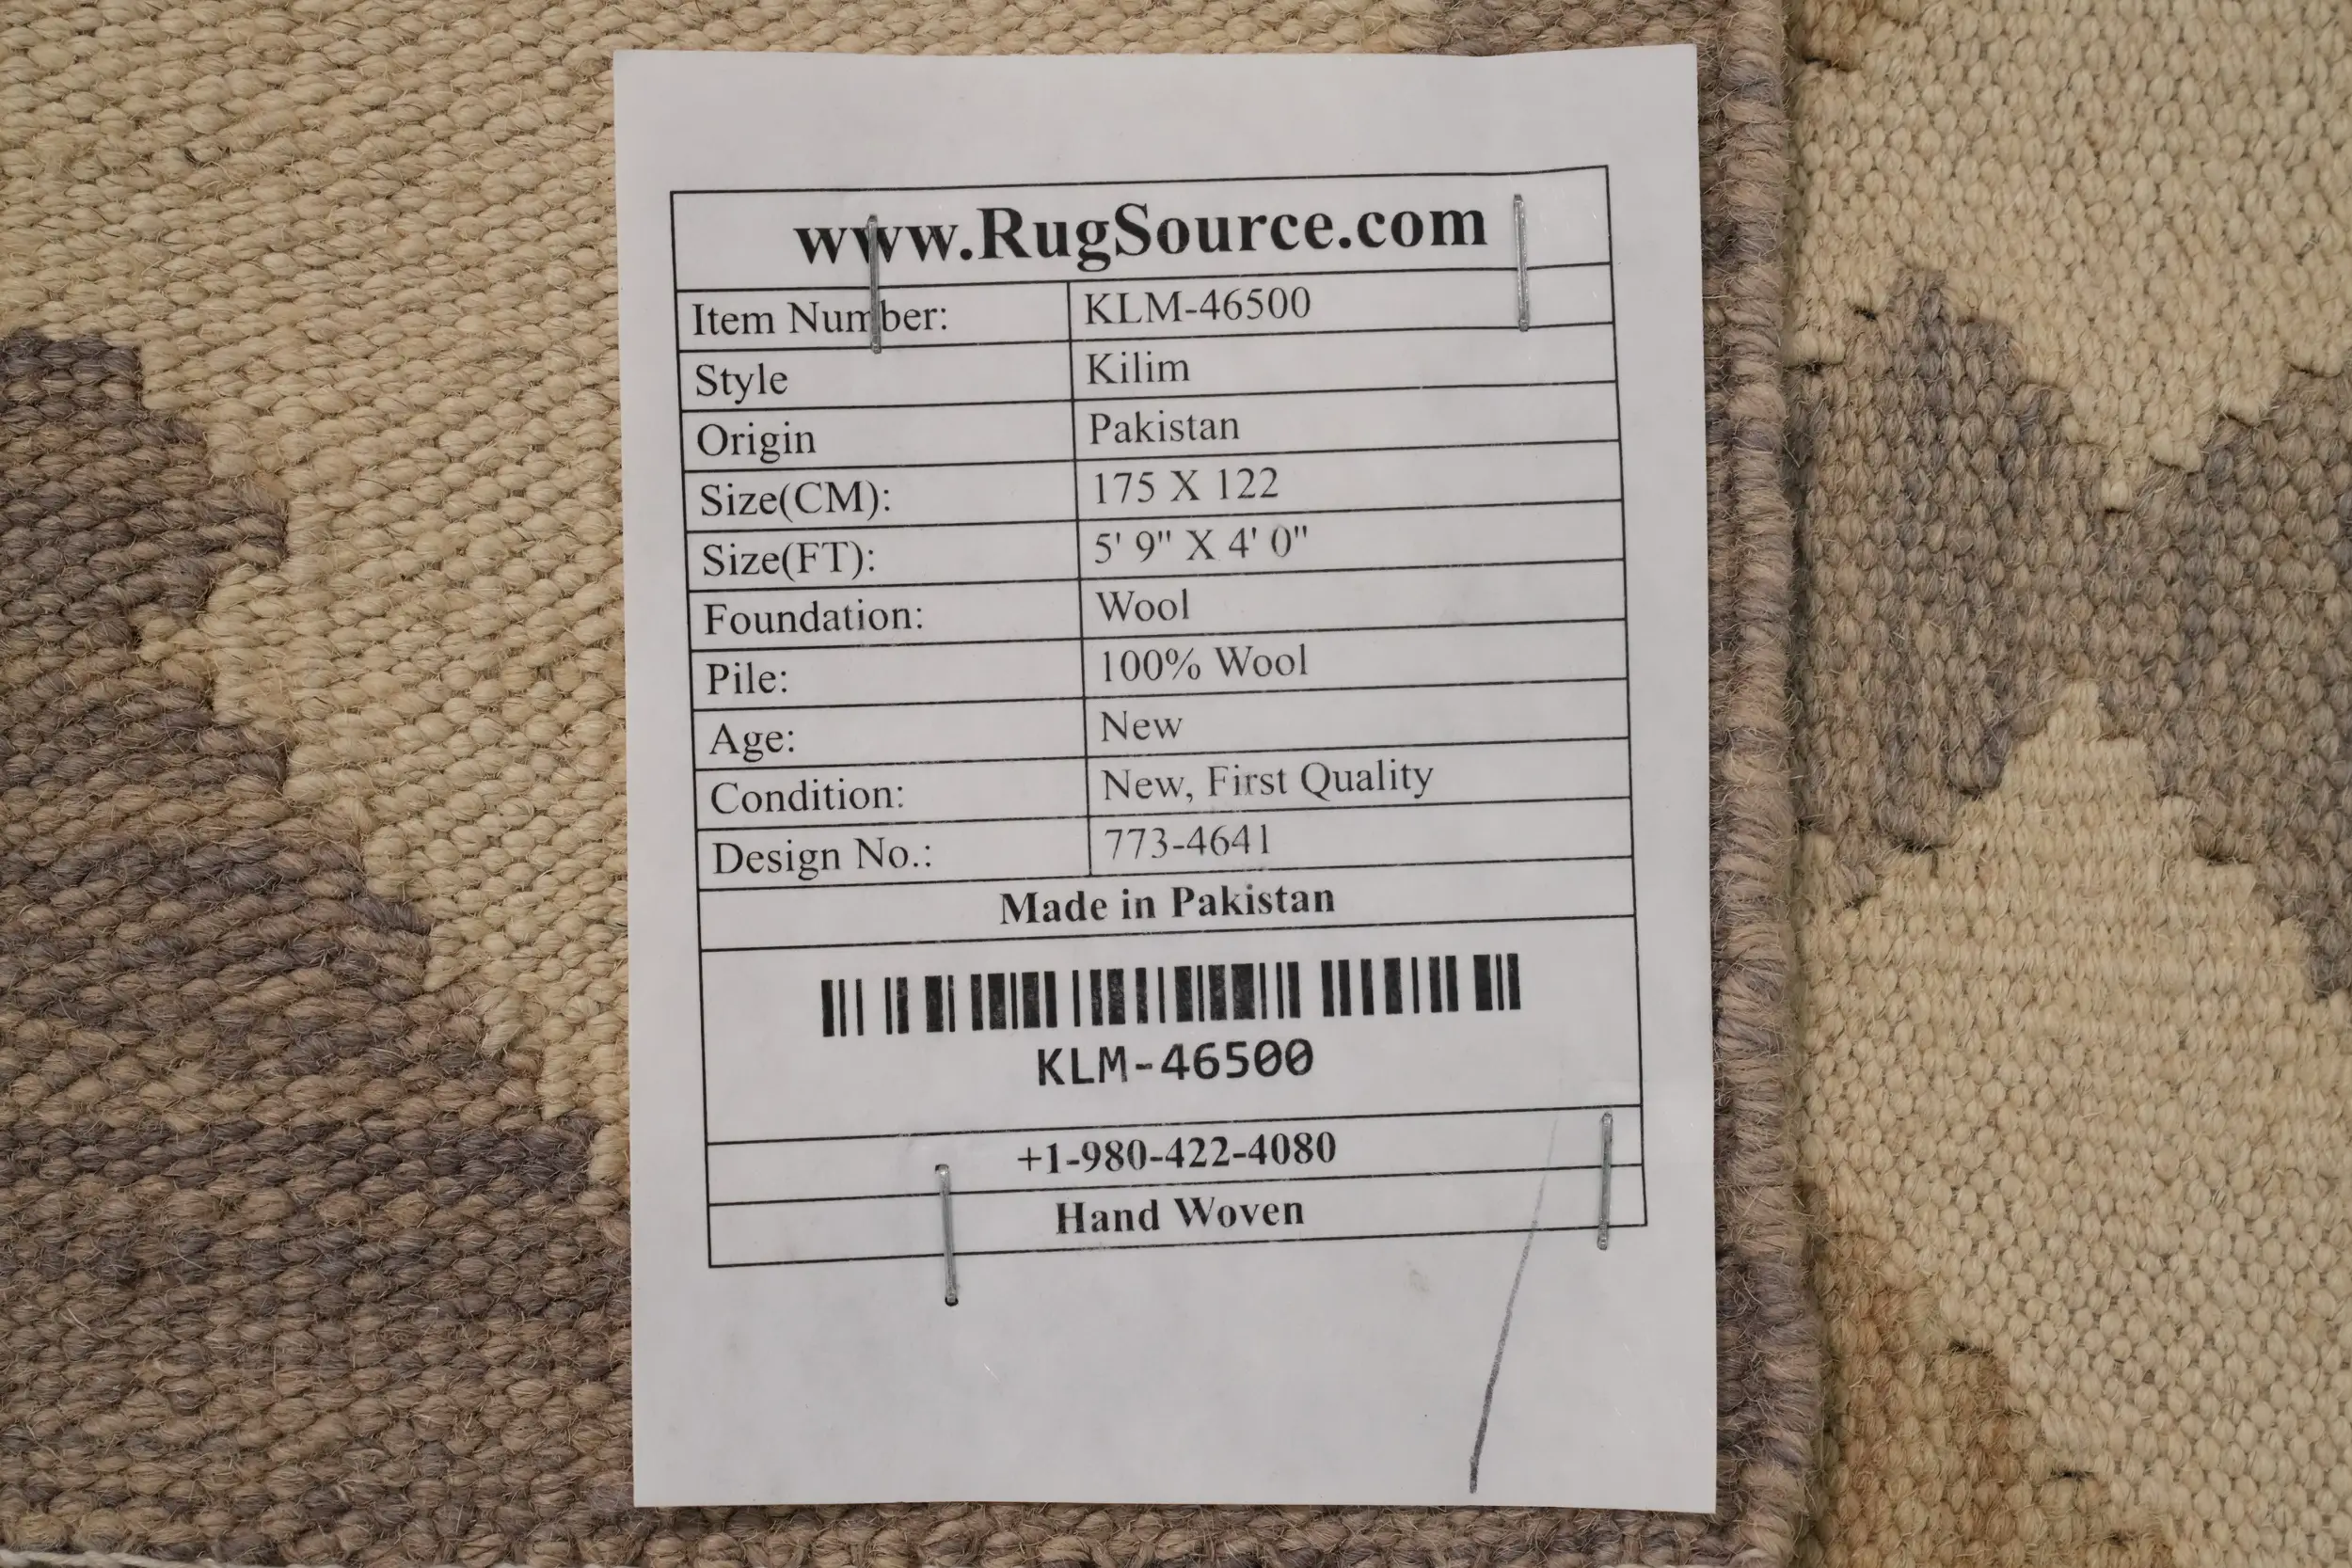 www.RugSource.com
Item Number: KLM-46500
Style Kilim
Origin Pakistan
Size(CM): 175 X 122
Size(FT): 5' 9" X 4' 0"
Foundation: Wool
Pile: 100% Wool
Age: New
Condition: New, First Quality
Design No.: 773-4641
Made in Pakistan
KLM-46500
+1-980-422-4080
Hand Woven